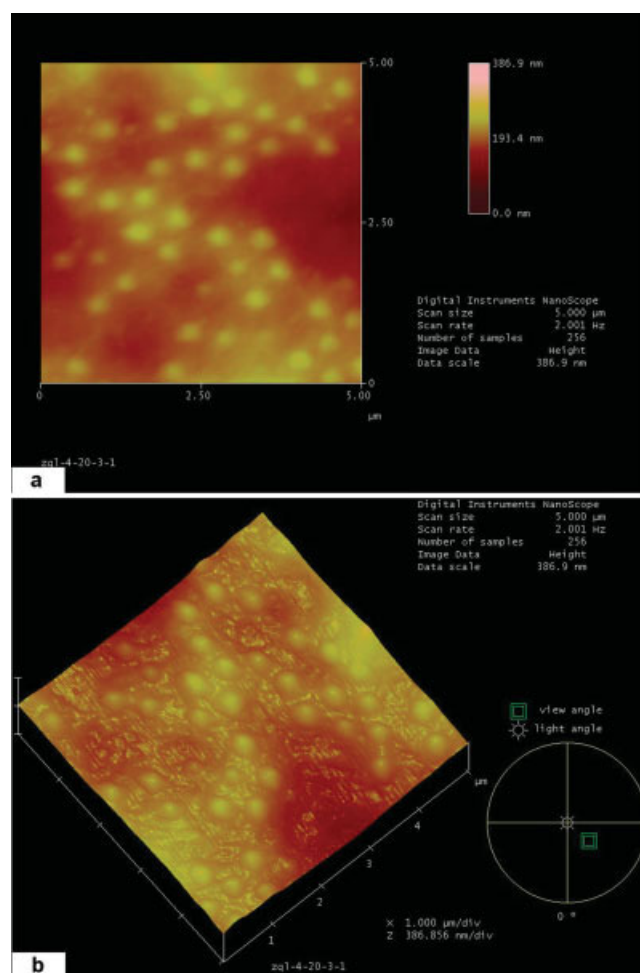 5.00
386.9 nm
193.4 nm
2.50
0.0 nm
Digital Instruments NanoScope
Scan size 5.000 µm
Scan rate 2.001 Hz
Number of samples 256
Image Data Height
Data scale 386.9 nm
0
0 2.50 5.00
µm
zq1-4-20-3-1
a
Digital Instruments NanoScope
Scan size 5.000 µm
Scan rate 2.001 Hz
Number of samples 256
Image Data Height
Data scale 386.9 nm
view angle
light angle
µm
4
3
2
1
0 °
X 1.000 µm/div
Z 386.856 nm/div
zq1-4-20-3-1
b